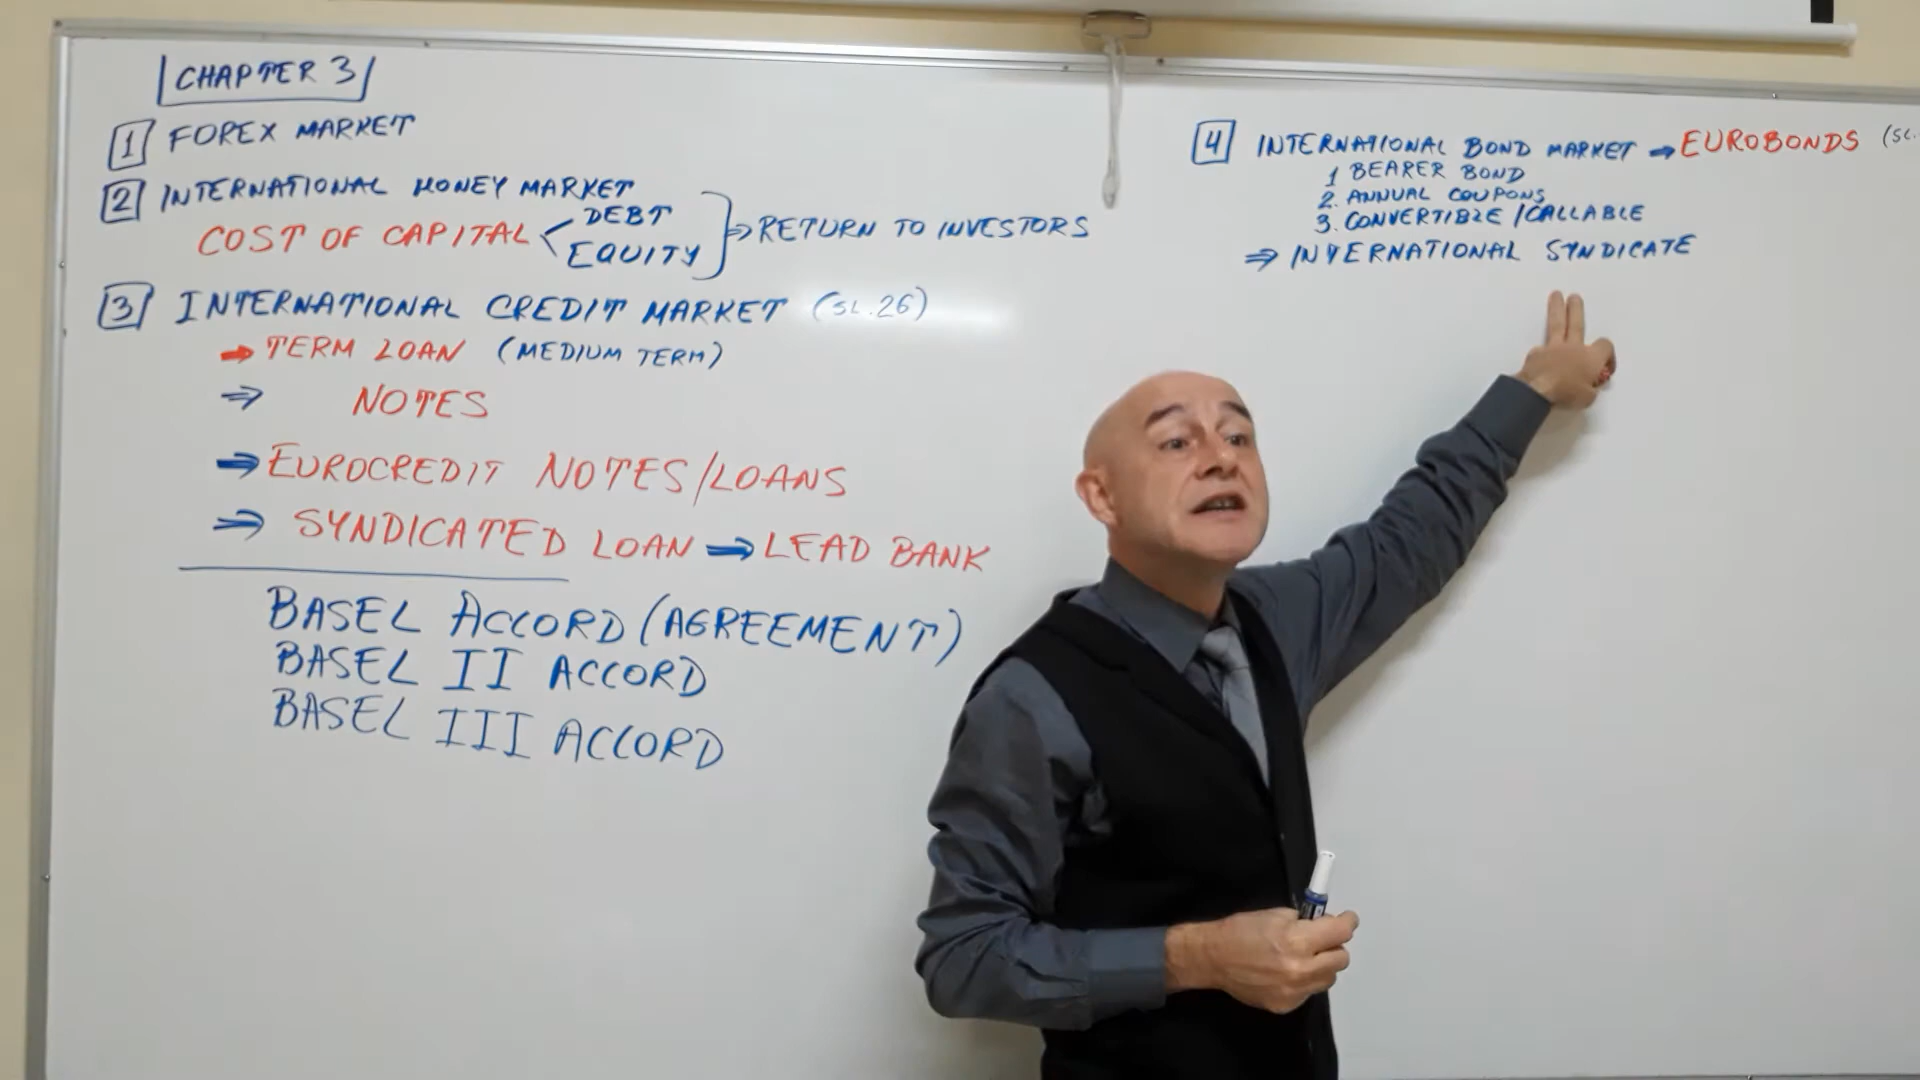 CHAPTER 3
1 FOREX MARKET
2 INTERNATIONAL MONEY MARKET
COST OF CAPITAL < DEBT
EQUITY
⇒ RETURN TO INVESTORS
3 INTERNATIONAL CREDIT MARKET (SL.26)
→ TERM LOAN (MEDIUM TERM)
⇒ NOTES
⇒ EUROCREDIT NOTES/LOANS
⇒ SYNDICATED LOAN ⇒ LEAD BANK
BASEL ACCORD (AGREEMENT)
BASEL II ACCORD
BASEL III ACCORD
4 INTERNATIONAL BOND MARKET → EUROBONDS (SL.
1 BEARER BOND
2. ANNUAL COUPONS
3. CONVERTIBLE/CALLABLE
⇒ INTERNATIONAL SYNDICATE